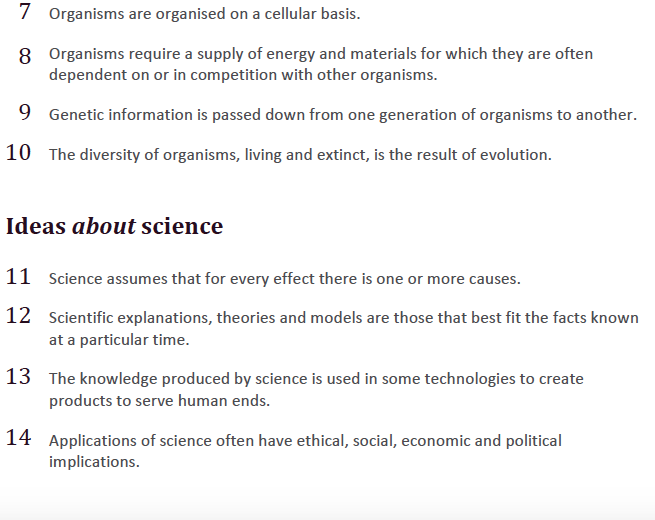 7 Organisms are organised on a cellular basis.
8 Organisms require a supply of energy and materials for which they are often
dependent on or in competition with other organisms.
9 Genetic information is passed down from one generation of organisms to another.
10 The diversity of organisms, living and extinct, is the result of evolution.
Ideas about science
11 Science assumes that for every effect there is one or more causes.
12 Scientific explanations, theories and models are those that best fit the facts known
at a particular time.
13 The knowledge produced by science is used in some technologies to create
products to serve human ends.
14 Applications of science often have ethical, social, economic and political
implications.